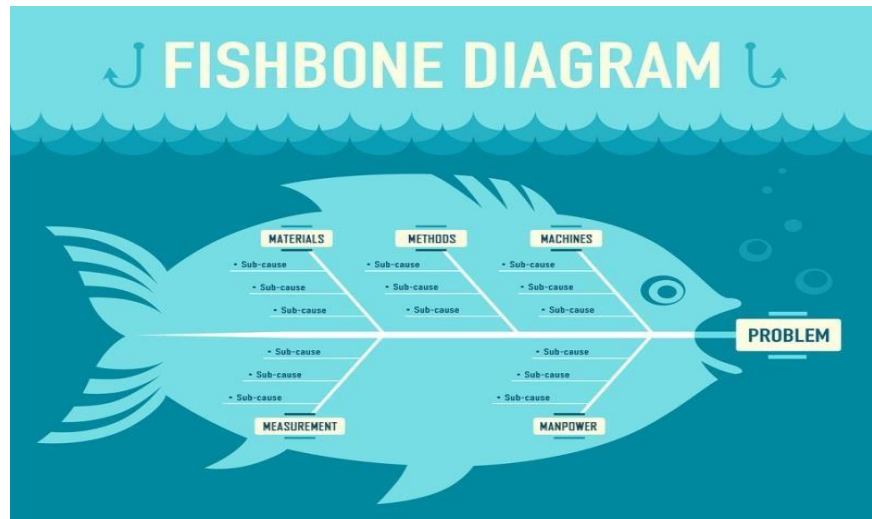 FISHBONE DIAGRAM
MATERIALS
METHODS
MACHINES
- Sub-cause
- Sub-cause
- Sub-cause
- Sub-cause
- Sub-cause
- Sub-cause
- Sub-cause
- Sub-cause
- Sub-cause
PROBLEM
- Sub-cause
- Sub-cause
- Sub-cause
- Sub-cause
- Sub-cause
- Sub-cause
MEASUREMENT
MANPOWER